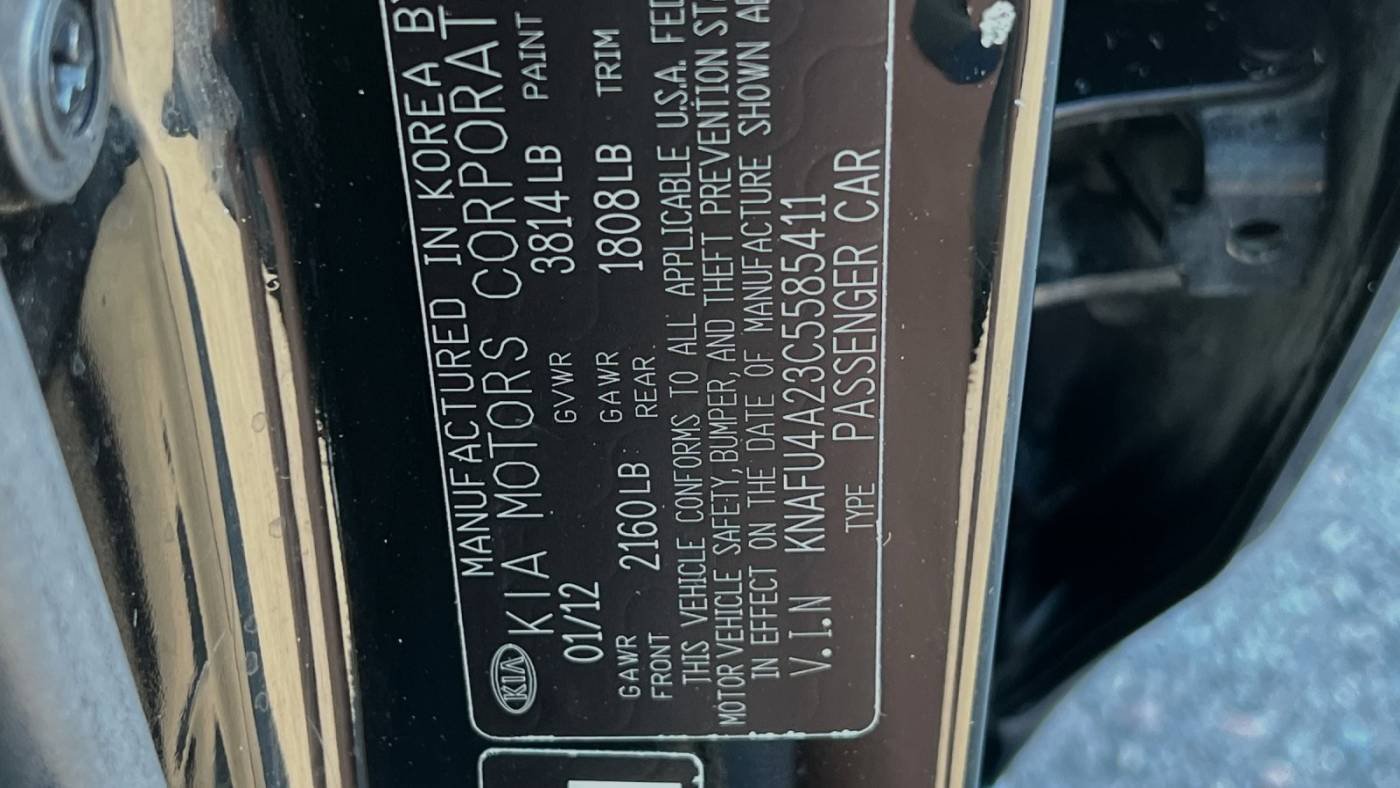 MANUFACTURED IN KOREA BY
KIA KIA MOTORS CORPORAT
01/12 GVWR 3814LB PAINT
GAWR FRONT 2160LB GAWR REAR 1808LB TRIM
THIS VEHICLE CONFORMS TO ALL APPLICABLE U.S.A. FED
MOTOR VEHICLE SAFETY, BUMPER, AND THEFT PREVENTION STA
IN EFFECT ON THE DATE OF MANUFACTURE SHOWN AB
V.I.N KNAFU4A23C5585411
TYPE PASSENGER CAR